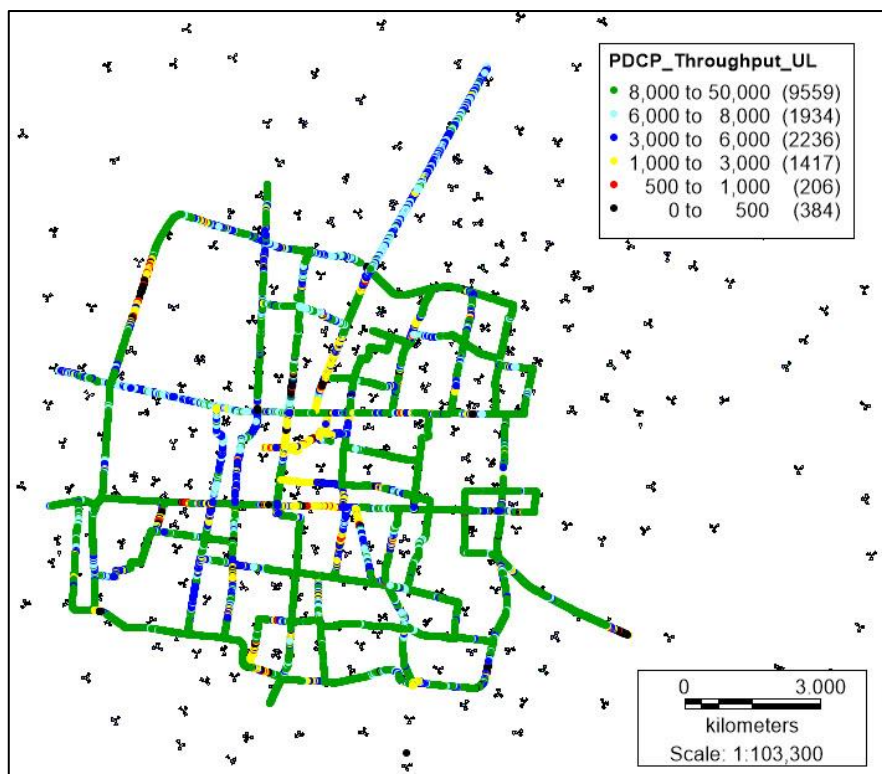 PDCP_Throughput_UL
8,000 to 50,000 (9559)
6,000 to 8,000 (1934)
3,000 to 6,000 (2236)
1,000 to 3,000 (1417)
500 to 1,000 (206)
0 to 500 (384)
0 3.000
kilometers
Scale: 1:103,300